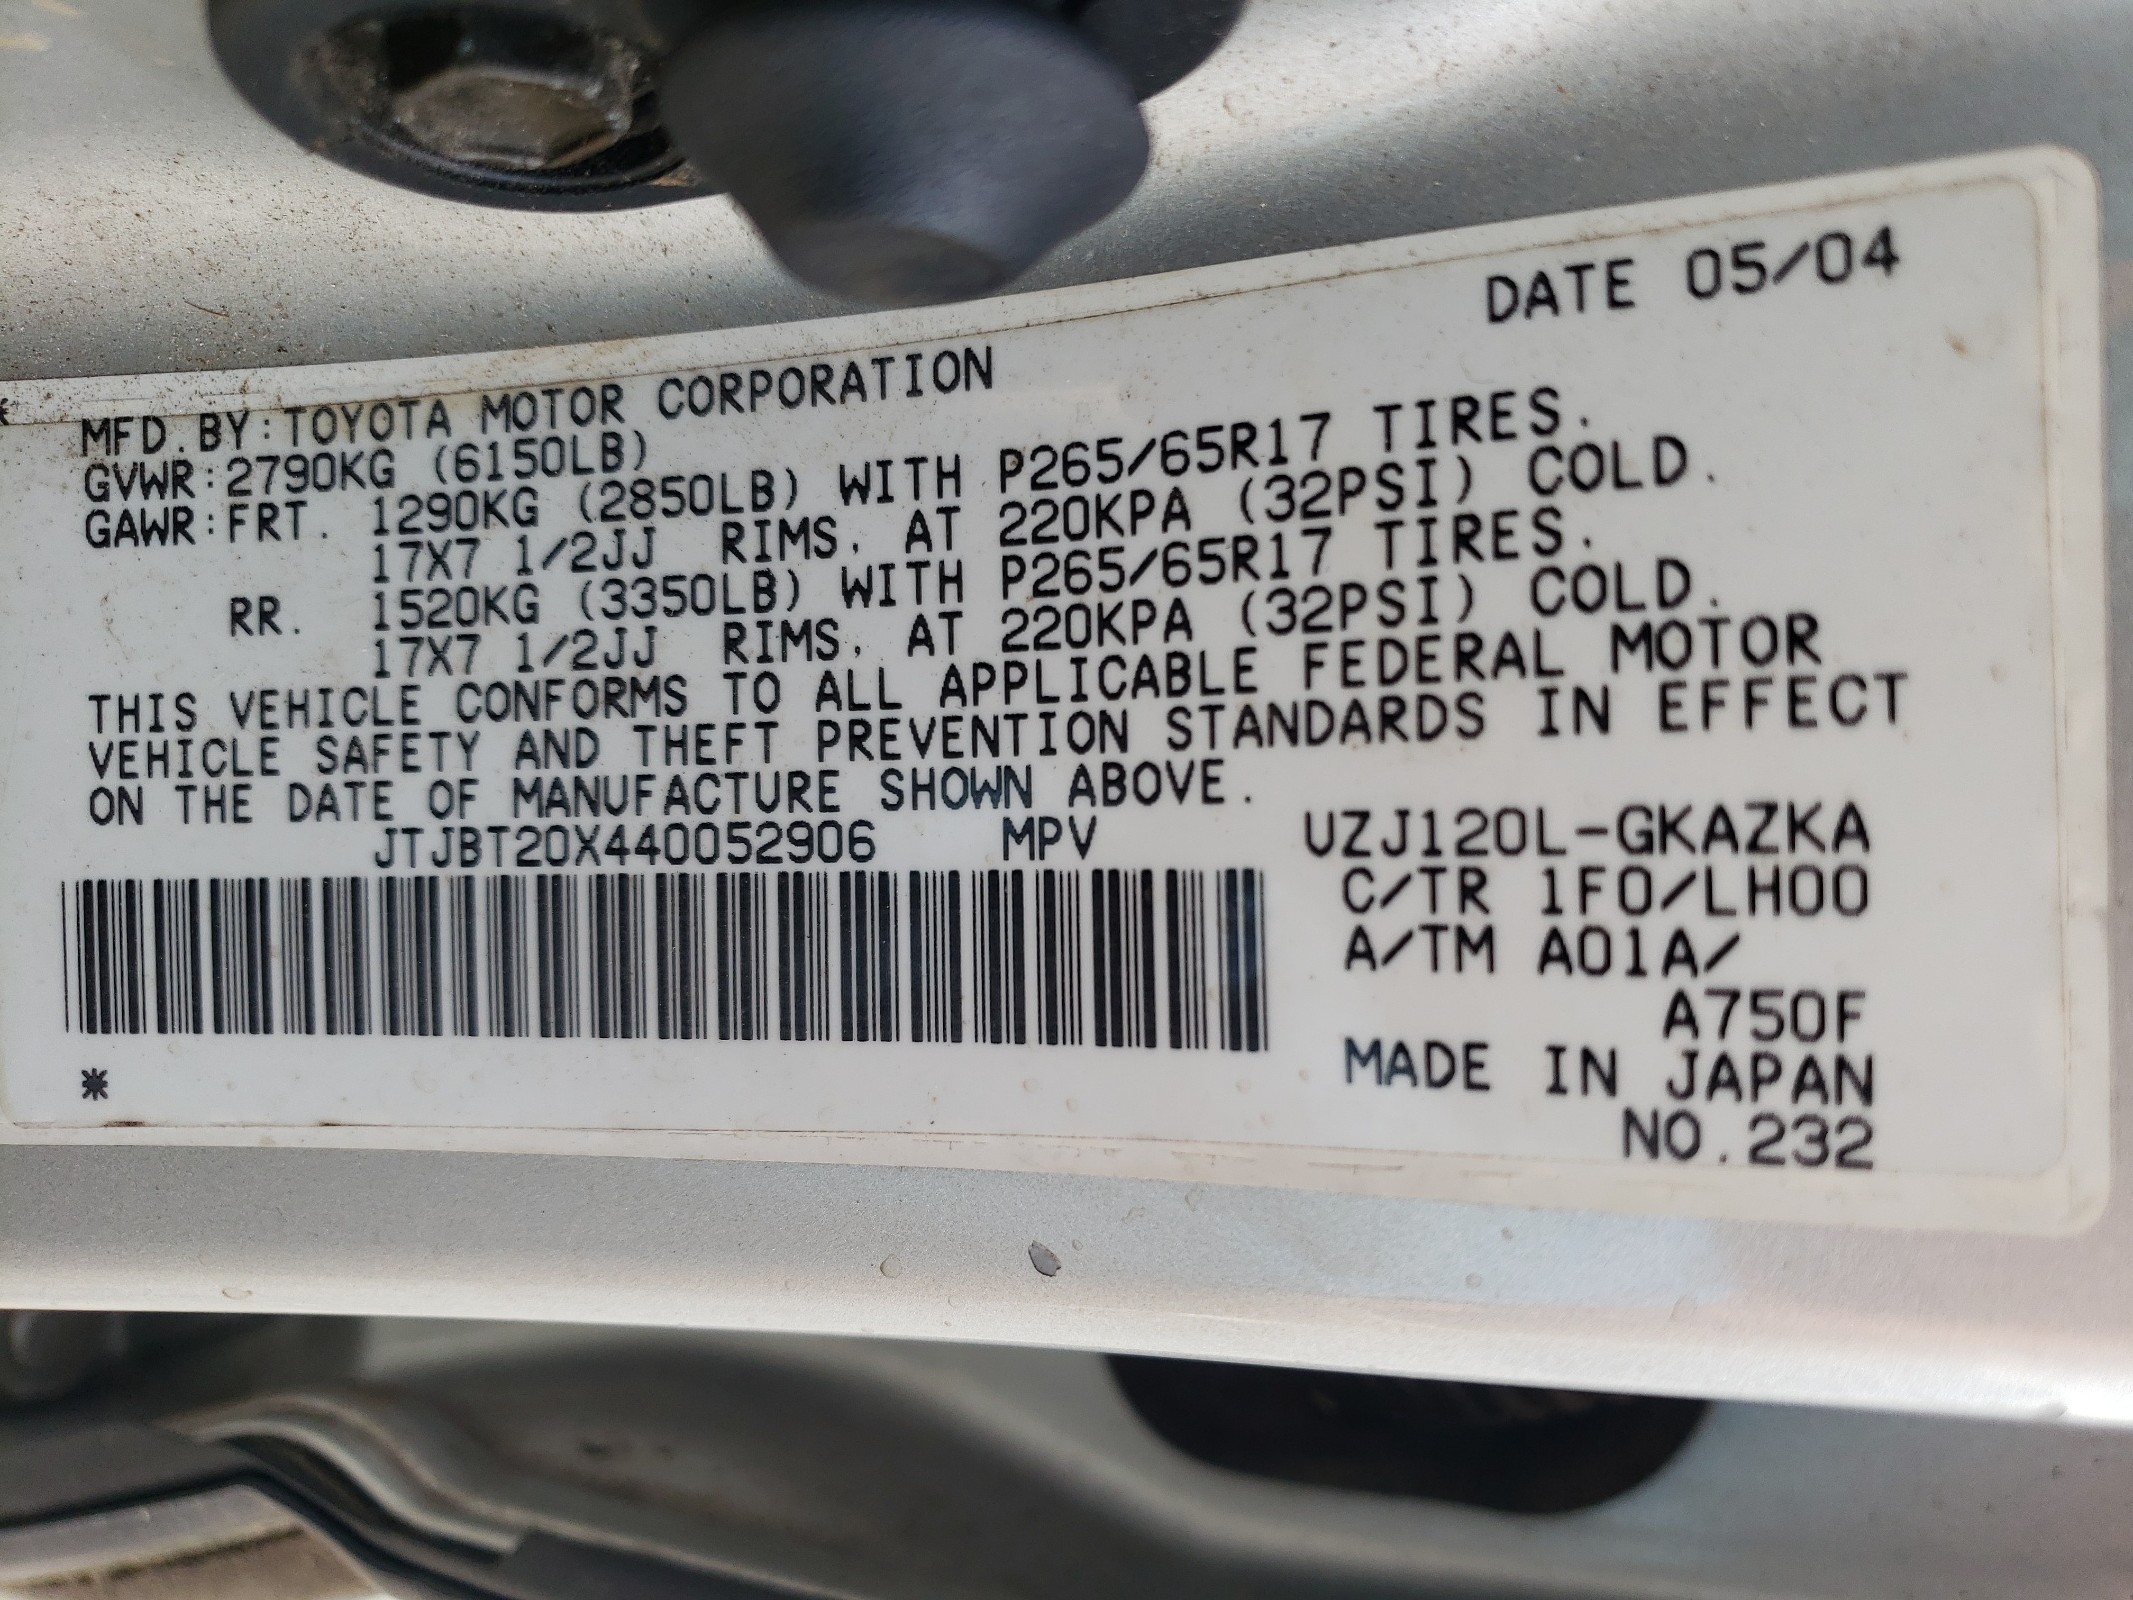 DATE 05/04
MFD.BY:TOYOTA MOTOR CORPORATION
GVWR:2790KG (6150LB)
GAWR:FRT. 1290KG (2850LB) WITH P265/65R17 TIRES.
17X7 1/2JJ RIMS, AT 220KPA (32PSI) COLD.
RR. 1520KG (3350LB) WITH P265/65R17 TIRES.
17X7 1/2JJ RIMS, AT 220KPA (32PSI) COLD.
THIS VEHICLE CONFORMS TO ALL APPLICABLE FEDERAL MOTOR
VEHICLE SAFETY AND THEFT PREVENTION STANDARDS IN EFFECT
ON THE DATE OF MANUFACTURE SHOWN ABOVE.
JTJBT20X440052906 MPV UZJ120L-GKAZKA
C/TR 1F0/LH00
A/TM A01A/
A750F
MADE IN JAPAN
NO.232